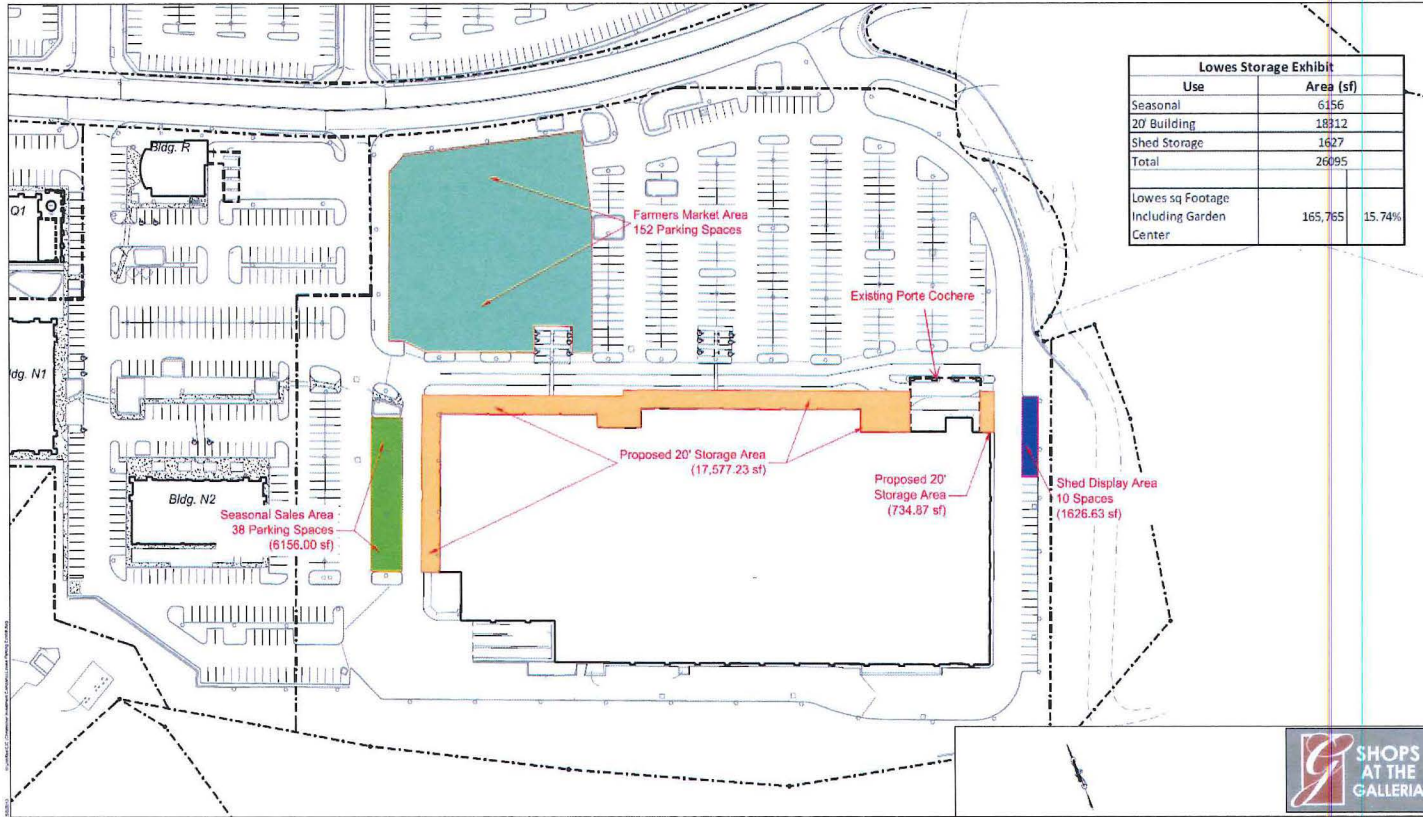 Lowes Storage Exhibit
Use Area (sf)
Seasonal 6156
20' Building 18312
Shed Storage 1627
Total 26095
Lowes sq Footage
Including Garden
Center
165,765 15.74%
Bldg. R
Q1
Farmers Market Area
152 Parking Spaces
Existing Porte Cochere
ldg. N1
Proposed 20' Storage Area
(17,577.23 sf)
Proposed 20'
Storage Area
(734.87 sf)
Shed Display Area
10 Spaces
(1626.63 sf)
Bldg. N2
Seasonal Sales Area
38 Parking Spaces
(6156.00 sf)
G
SHOPS
AT THE
GALLERIA